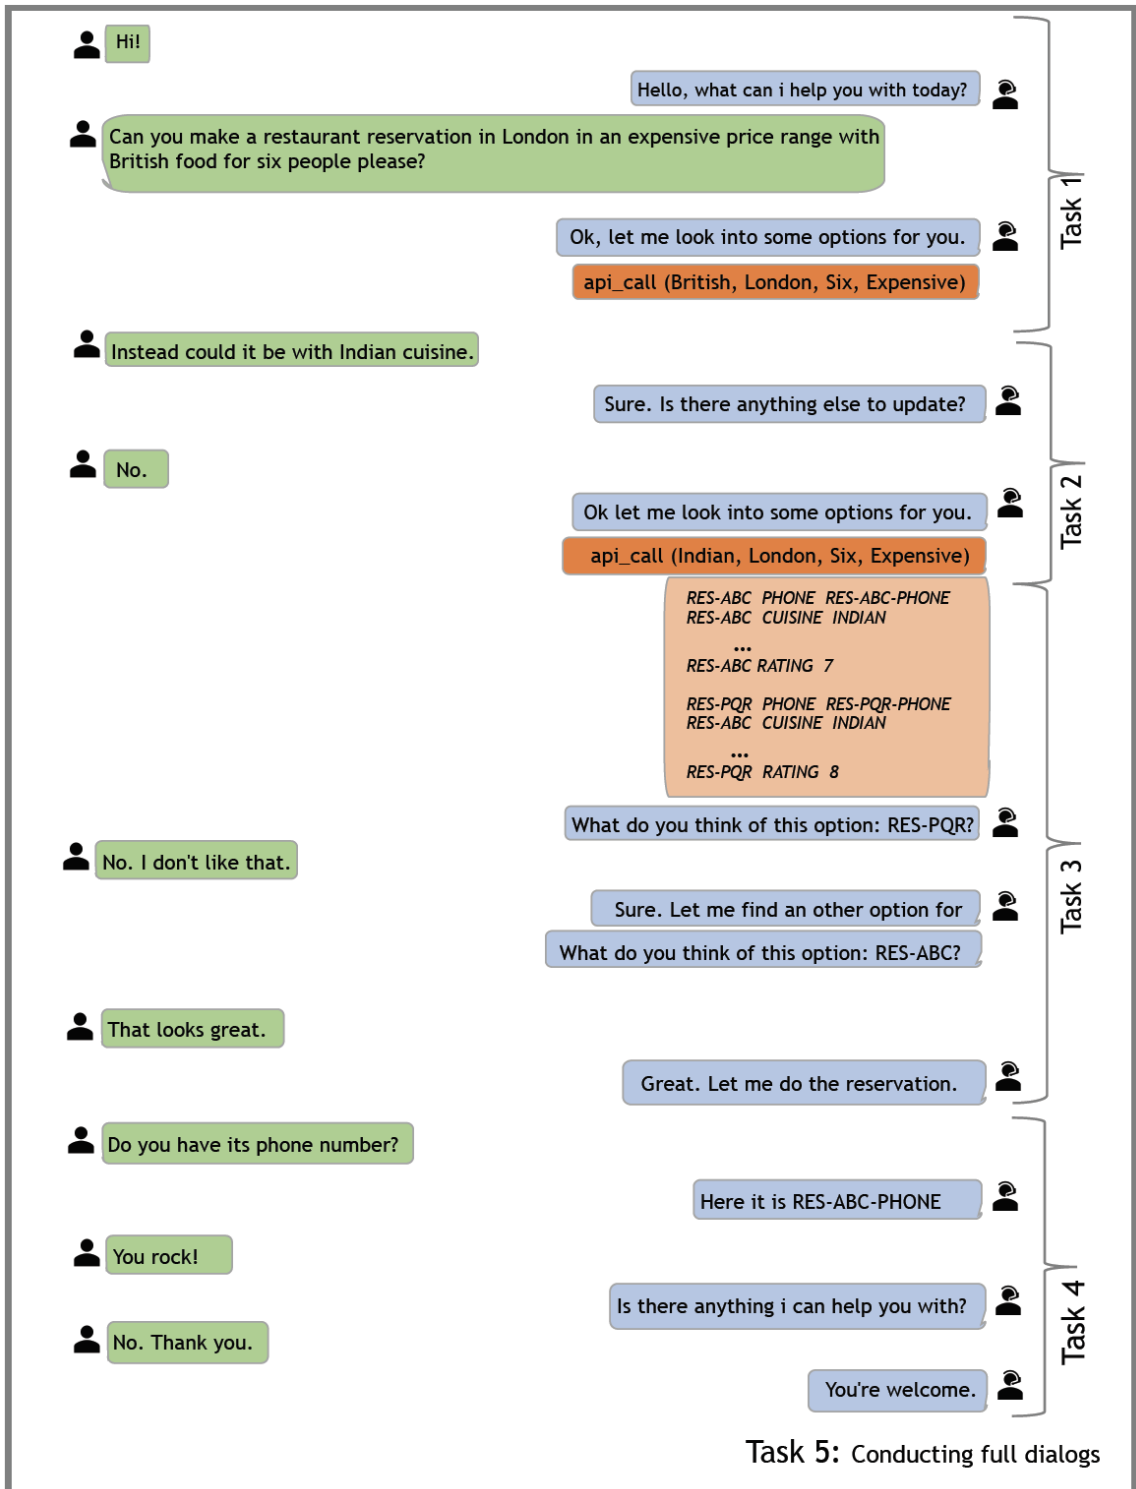 Hi!
Hello, what can i help you with today?
Can you make a restaurant reservation in London in an expensive price range with
British food for six people please?
Ok, let me look into some options for you.
api_call (British, London, Six, Expensive)
Task 1
Instead could it be with Indian cuisine.
Sure. Is there anything else to update?
No.
Ok let me look into some options for you.
api_call (Indian, London, Six, Expensive)
Task 2
RES-ABC PHONE RES-ABC-PHONE
RES-ABC CUISINE INDIAN
...
RES-ABC RATING 7
RES-PQR PHONE RES-PQR-PHONE
RES-ABC CUISINE INDIAN
...
RES-PQR RATING 8
What do you think of this option: RES-PQR?
No. I don't like that.
Sure. Let me find an other option for
What do you think of this option: RES-ABC?
That looks great.
Great. Let me do the reservation.
Task 3
Do you have its phone number?
Here it is RES-ABC-PHONE
You rock!
Is there anything i can help you with?
No. Thank you.
You're welcome.
Task 4
Task 5: Conducting full dialogs